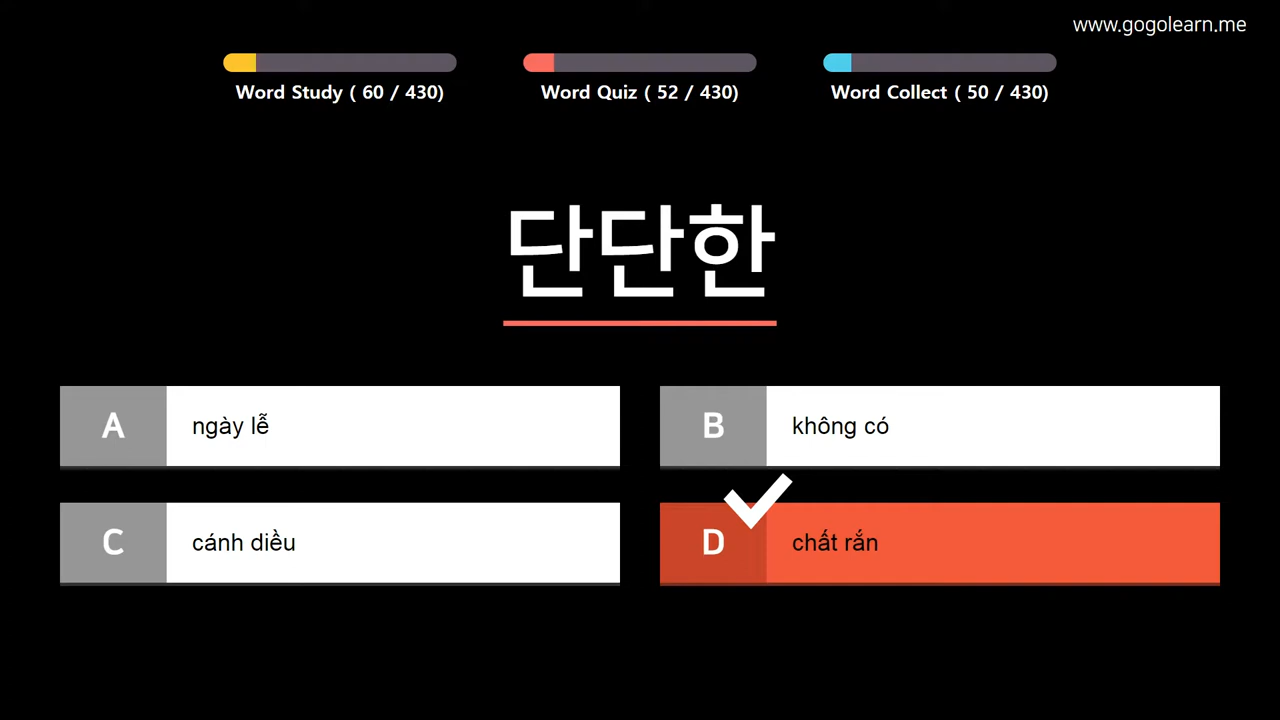 www.gogolearn.me
Word Study ( 60 / 430)
Word Quiz ( 52 / 430)
Word Collect ( 50 / 430)
단단한
A ngày lễ
B không có
C cánh diều
D chất rắn